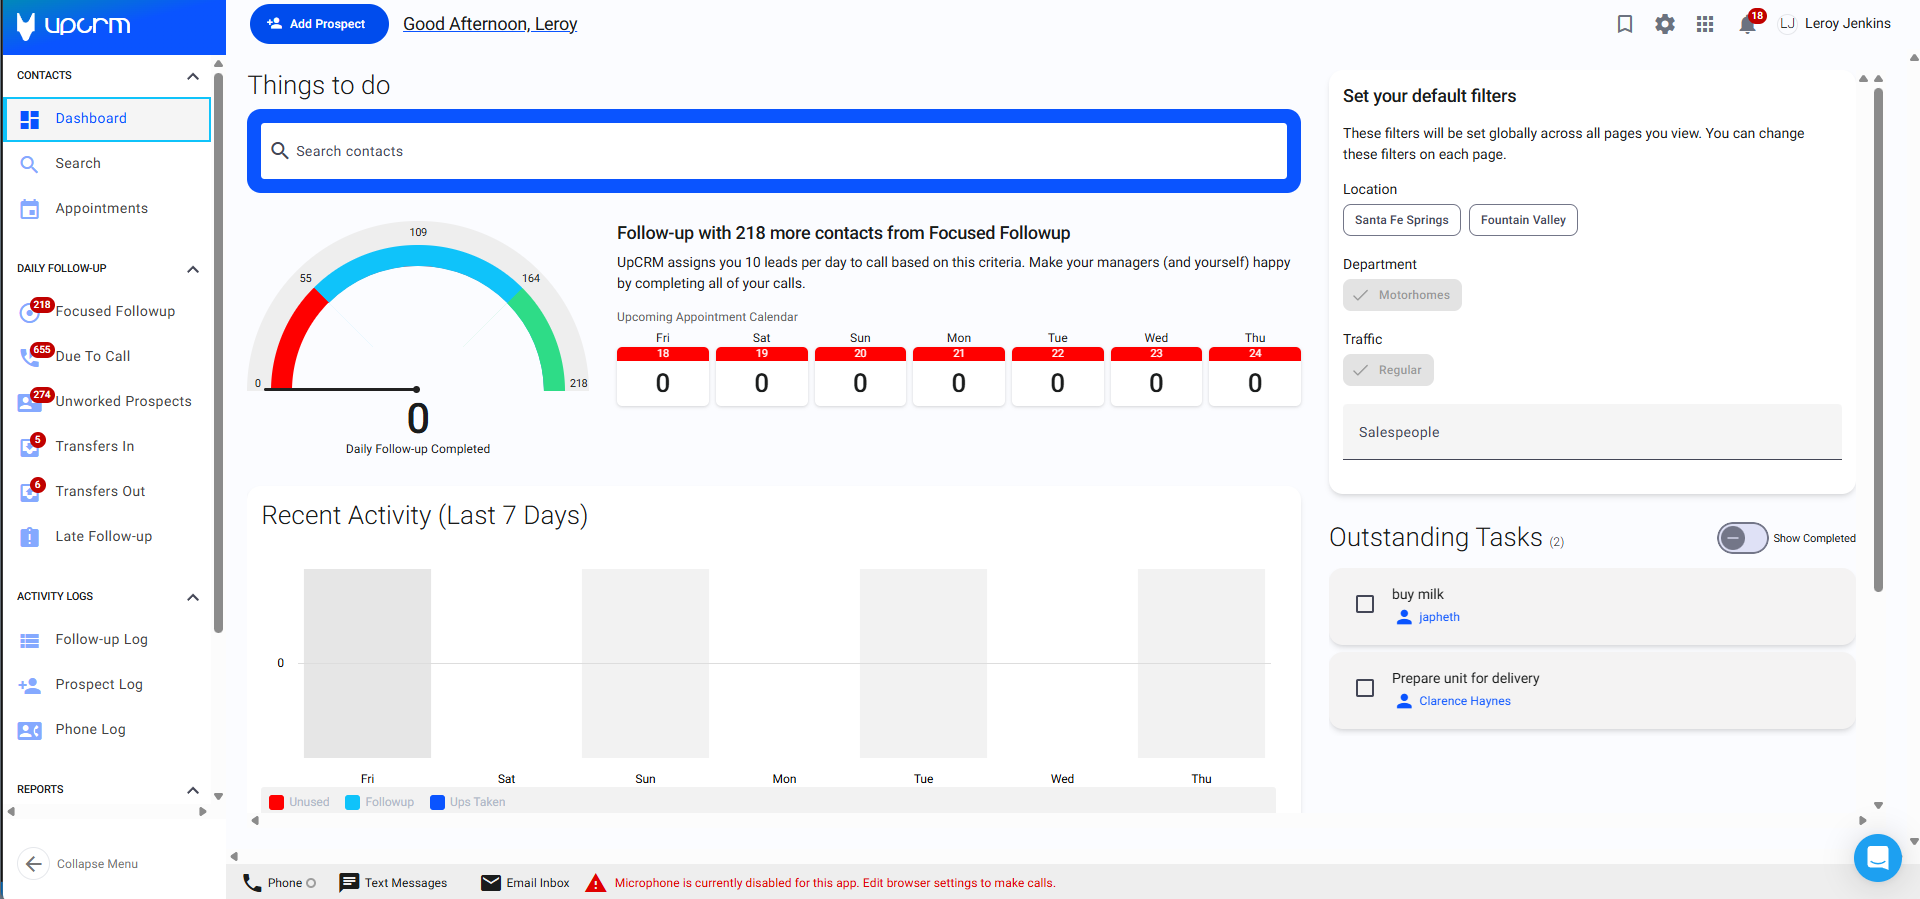 upcrm
Add Prospect
Good Afternoon, Leroy
18
LJ
Leroy Jenkins
CONTACTS
Dashboard
Search
Appointments
DAILY FOLLOW-UP
218
Focused Followup
655
Due To Call
274
Unworked Prospects
5
Transfers In
6
Transfers Out
Late Follow-up
ACTIVITY LOGS
Follow-up Log
Prospect Log
Phone Log
REPORTS
Collapse Menu
Things to do
Search contacts
109
55
164
0
218
0
Daily Follow-up Completed
Follow-up with 218 more contacts from Focused Followup
UpCRM assigns you 10 leads per day to call based on this criteria. Make your managers (and yourself) happy
by completing all of your calls.
Upcoming Appointment Calendar
Fri Sat Sun Mon Tue Wed Thu
18 19 20 21 22 23 24
0 0 0 0 0 0 0
Recent Activity (Last 7 Days)
0
Fri Sat Sun Mon Tue Wed Thu
Unused Followup Ups Taken
Set your default filters
These filters will be set globally across all pages you view. You can change
these filters on each page.
Location
Santa Fe Springs Fountain Valley
Department
Motorhomes
Traffic
Regular
Salespeople
Outstanding Tasks (2)
Show Completed
buy milk
japheth
Prepare unit for delivery
Clarence Haynes
Phone
Text Messages
Email Inbox
Microphone is currently disabled for this app. Edit browser settings to make calls.